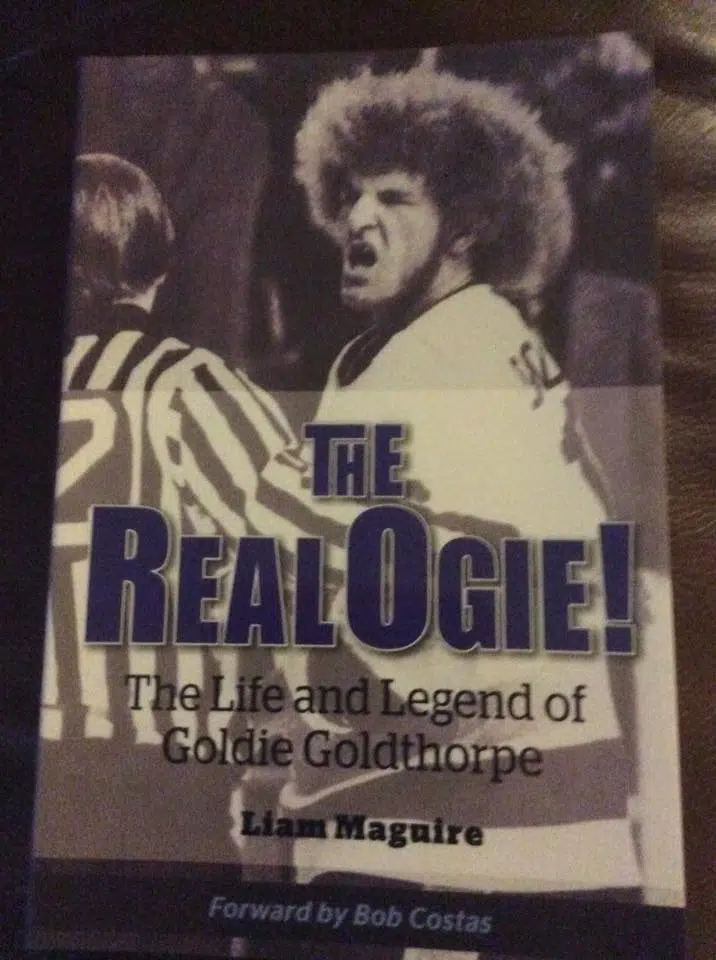 THE
REAL OGIE!
The Life and Legend of
Goldie Goldthorpe
Liam Maguire
Forward by Bob Costas